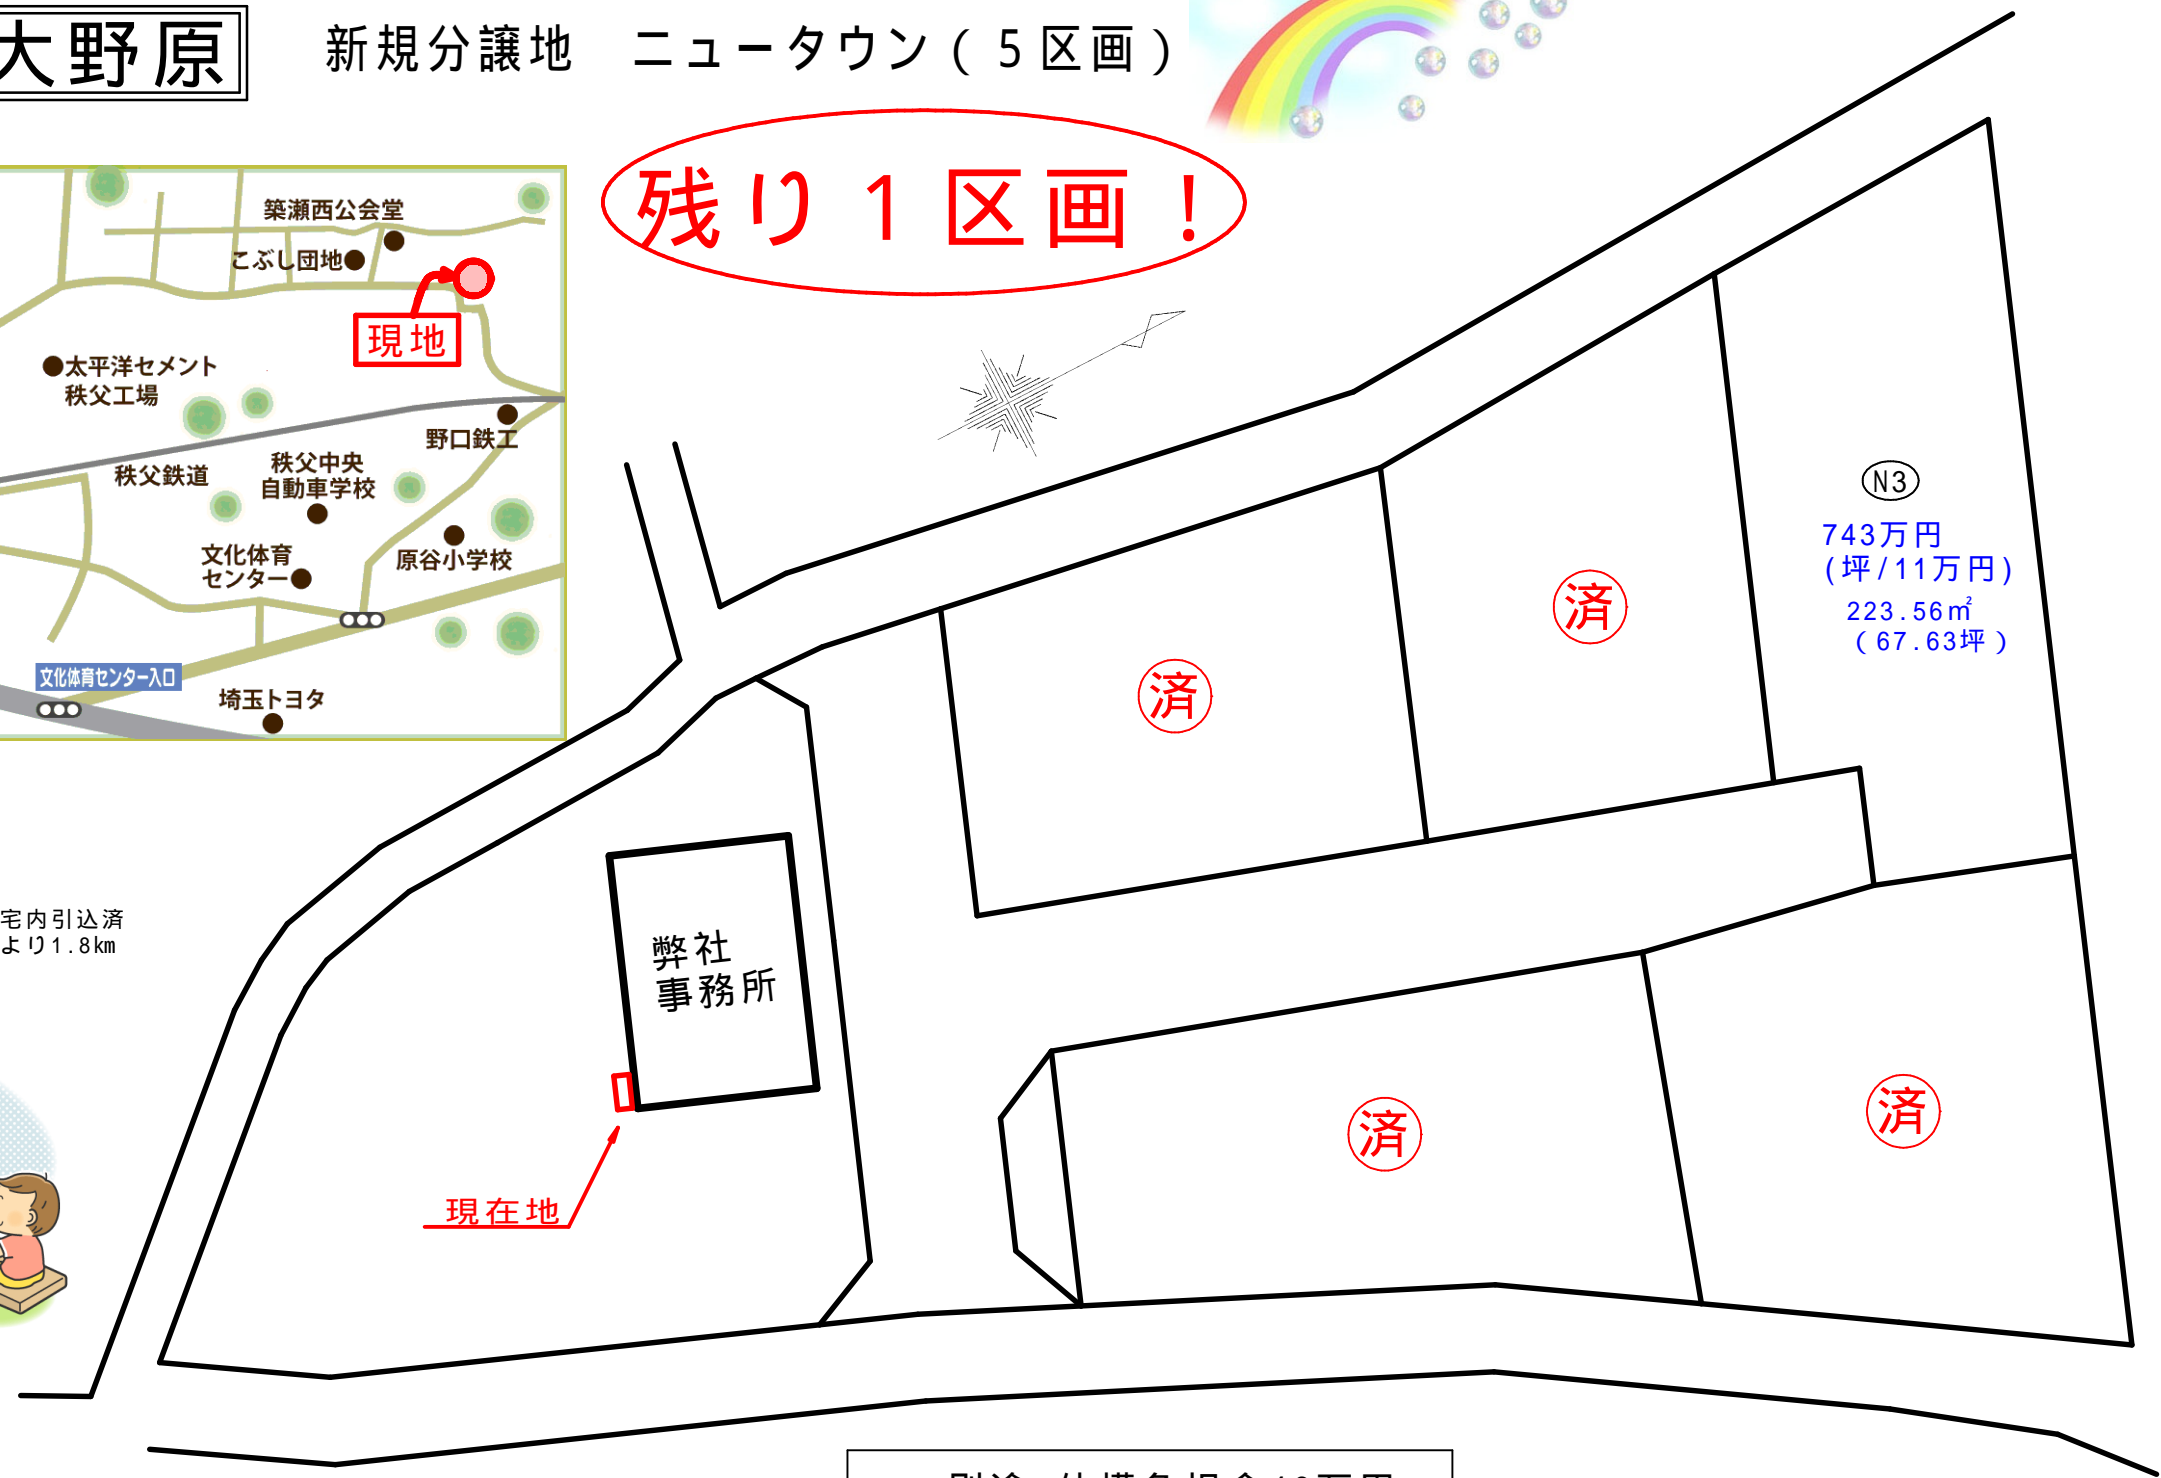 大野原
新規分譲地　ニュータウン（５区画）
残り１区画！
築瀬西公会堂
こぶし団地
現地
太平洋セメント
秩父工場
野口鉄工
秩父鉄道
秩父中央
自動車学校
文化体育
センター
原谷小学校
文化体育センター入口
埼玉トヨタ
N3
743万円
(坪/11万円)
223.56㎡
（67.63坪）
済
済
宅内引込済
より1.8㎞
弊社
事務所
済
済
現在地